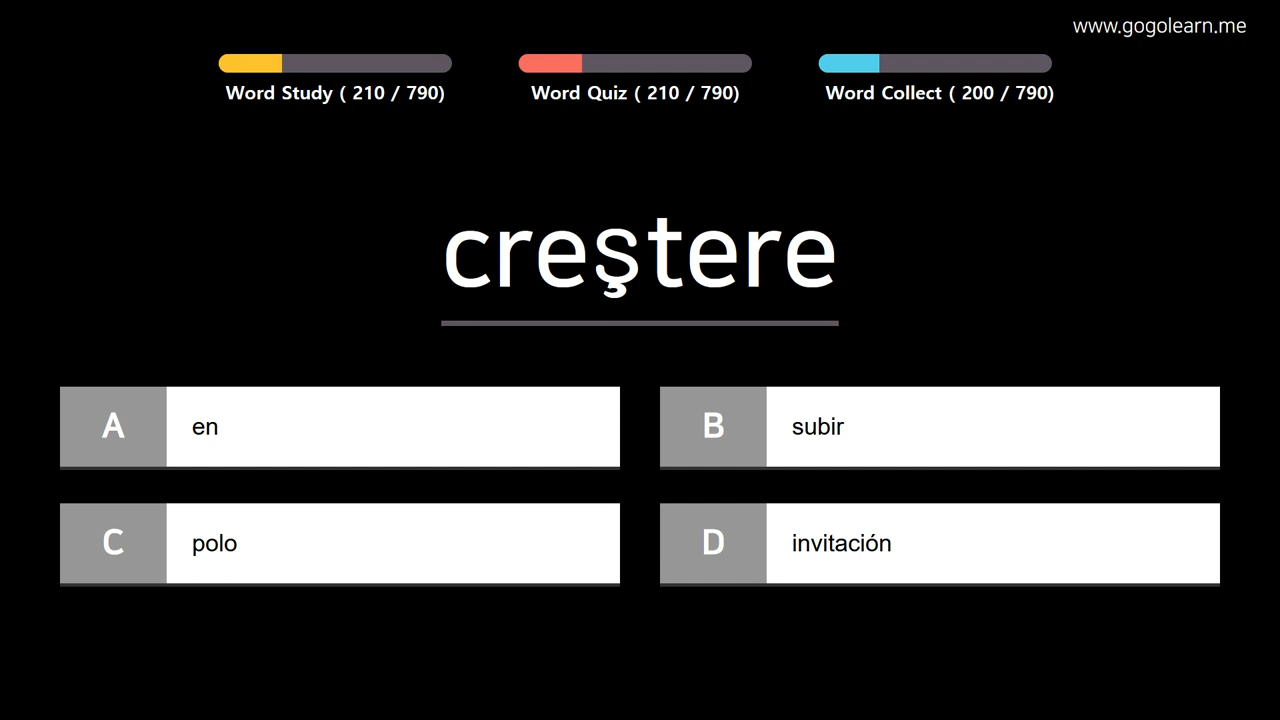 www.gogolearn.me
Word Study ( 210 / 790)
Word Quiz ( 210 / 790)
Word Collect ( 200 / 790)
creştere
A en
B subir
C polo
D invitación